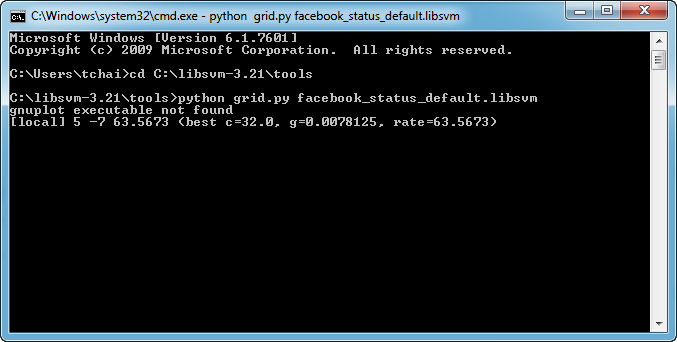 C:\Windows\system32\cmd.exe - python  grid.py facebook_status_default.libsvm
Microsoft Windows [Version 6.1.7601]
Copyright (c) 2009 Microsoft Corporation.  All rights reserved.
C:\Users\tchai>cd C:\libsvm-3.21\tools
C:\libsvm-3.21\tools>python grid.py facebook_status_default.libsvm
gnuplot executable not found
[local] 5 -7 63.5673 (best c=32.0, g=0.0078125, rate=63.5673)